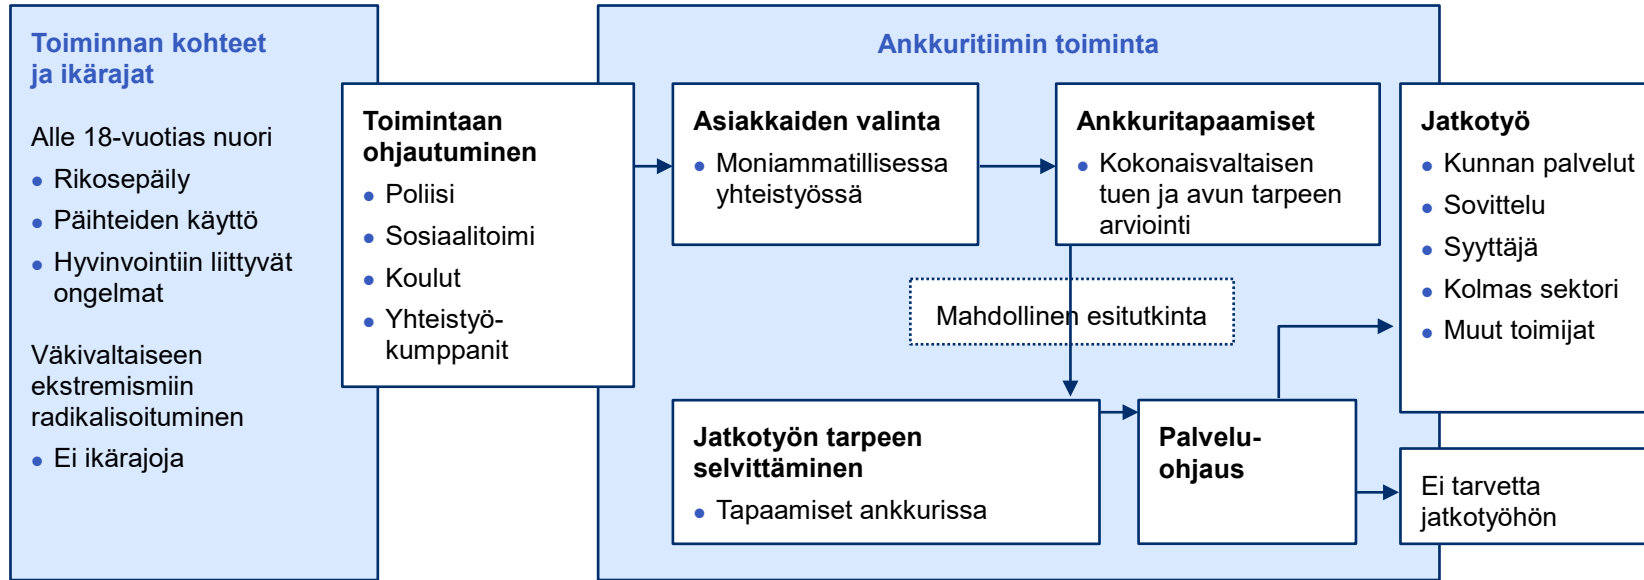 Toiminnan kohteet
ja ikärajat
Alle 18-vuotias nuori
• Rikosepäily
• Päihteiden käyttö
• Hyvinvointiin liittyvät
ongelmat
Väkivaltaiseen
ekstremismiin
radikalisoituminen
• Ei ikärajoja
Toimintaan
ohjautuminen
• Poliisi
• Sosiaalitoimi
• Koulut
• Yhteistyö-
kumppanit
Ankkuritiimin toiminta
Asiakkaiden valinta
• Moniammatillisessa
yhteistyössä
Ankkuritapaamiset
• Kokonaisvaltaisen
tuen ja avun tarpeen
arviointi
Mahdollinen esitutkinta
Jatkotyön tarpeen
selvittäminen
• Tapaamiset ankkurissa
Palvelu-
ohjaus
Jatkotyö
• Kunnan palvelut
• Sovittelu
• Syyttäjä
• Kolmas sektori
• Muut toimijat
Ei tarvetta
jatkotyöhön